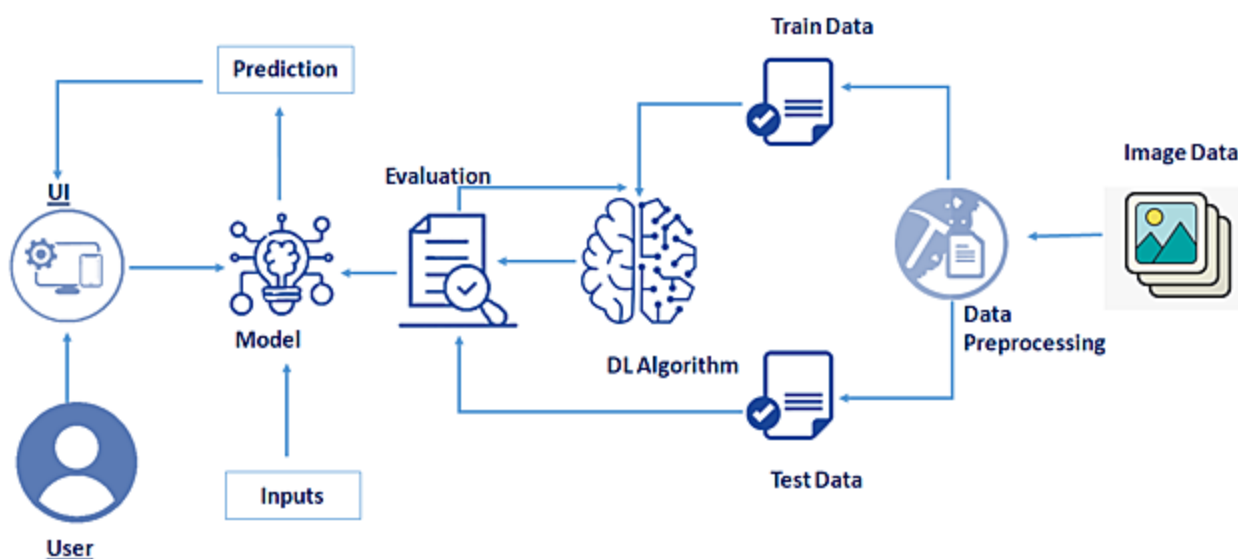 Train Data
Prediction
Image Data
Evaluation
UI
Data
Preprocessing
Model
DL Algorithm
Test Data
Inputs
User